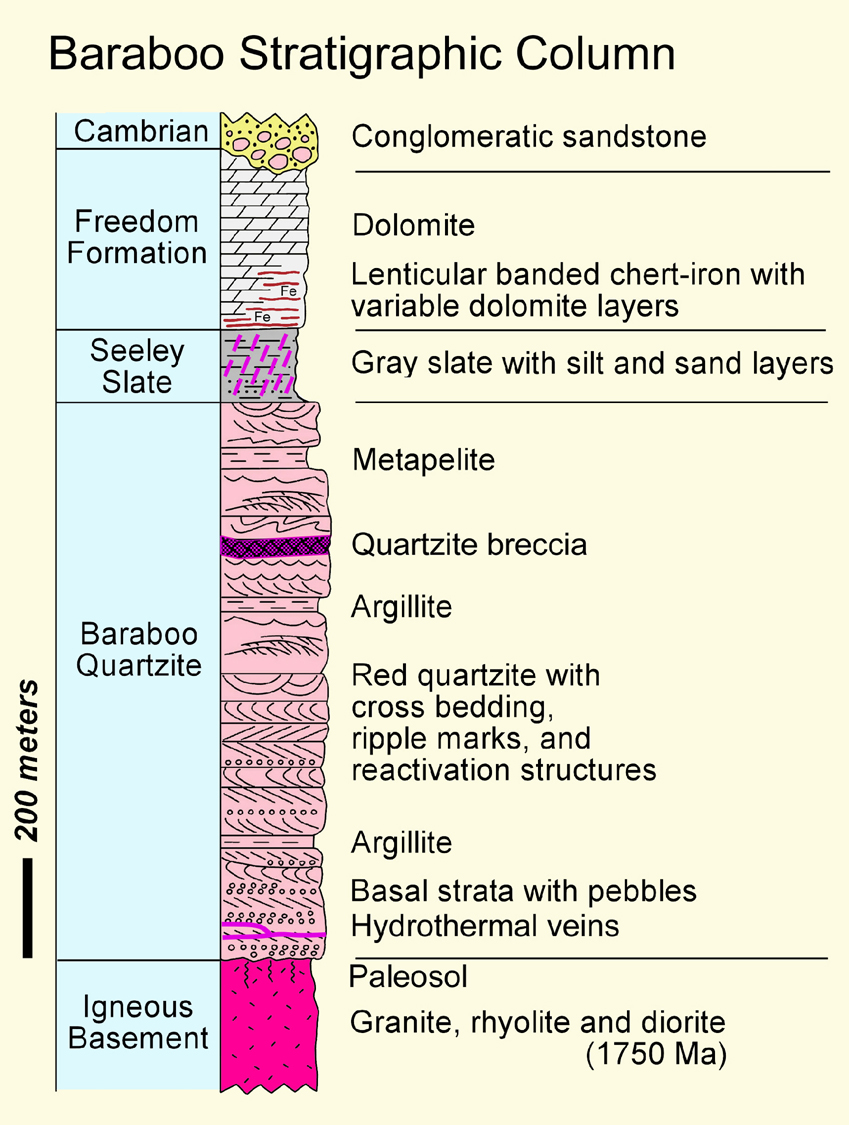 Baraboo Stratigraphic Column
Cambrian
Conglomeratic sandstone
Freedom
Formation
Dolomite
Lenticular banded chert-iron with
variable dolomite layers
Fe
Fe
Seeley
Slate
Gray slate with silt and sand layers
Metapelite
Quartzite breccia
Argillite
Baraboo
Quartzite
Red quartzite with
cross bedding,
ripple marks, and
reactivation structures
200 meters
Argillite
Basal strata with pebbles
Hydrothermal veins
Paleosol
Igneous
Basement
Granite, rhyolite and diorite
(1750 Ma)